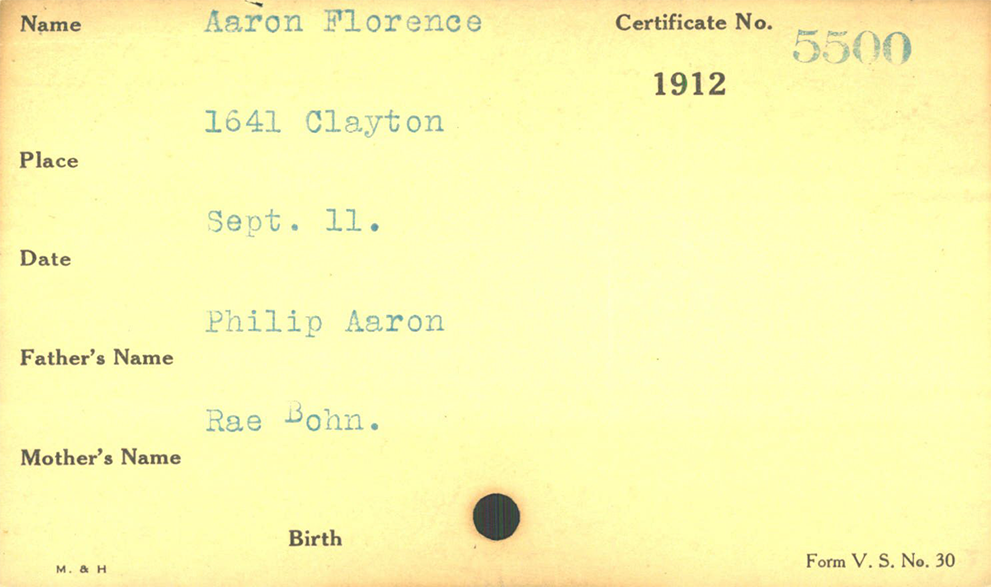 Name Aaron Florence Certificate No. 5500
1912
1641 Clayton
Place
Sept. 11.
Date
Philip Aaron
Father's Name
Rae Bohn.
Mother's Name
Birth
M. & H Form V. S. No. 30